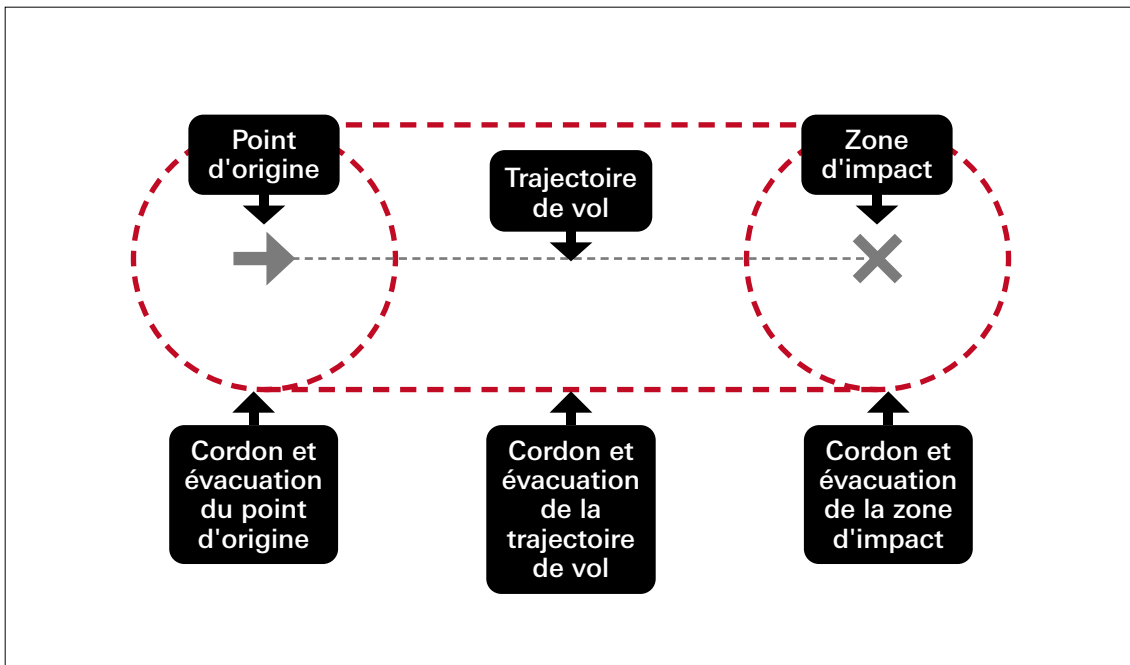 Point
d'origine
Trajectoire
de vol
Zone
d'impact
Cordon et
évacuation
du point
d'origine
Cordon et
évacuation
de la
trajectoire
de vol
Cordon et
évacuation
de la zone
d'impact